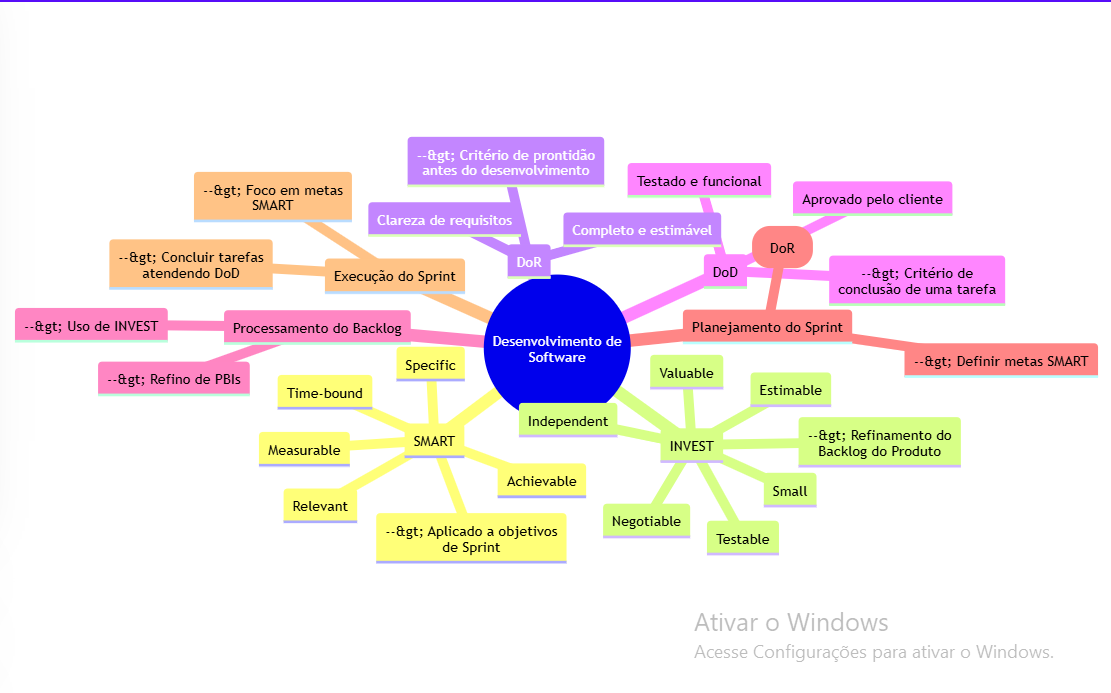 --&gt; Critério de prontidão
antes do desenvolvimento
Testado e funcional
--&gt; Foco em metas
SMART
Aprovado pelo cliente
Clareza de requisitos
Completo e estimável
DoR
--&gt; Concluir tarefas
atendendo DoD
Execução do Sprint
DoR
DoD
--&gt; Critério de
conclusão de uma tarefa
--&gt; Uso de INVEST
Processamento do Backlog
Desenvolvimento de
Software
Planejamento do Sprint
--&gt; Definir metas SMART
--&gt; Refino de PBIs
Specific
Valuable
Time-bound
Estimable
Independent
SMART
INVEST
--&gt; Refinamento do
Backlog do Produto
Measurable
Achievable
Small
Relevant
Negotiable
--&gt; Aplicado a objetivos
de Sprint
Testable
Ativar o Windows
Acesse Configurações para ativar o Windows.